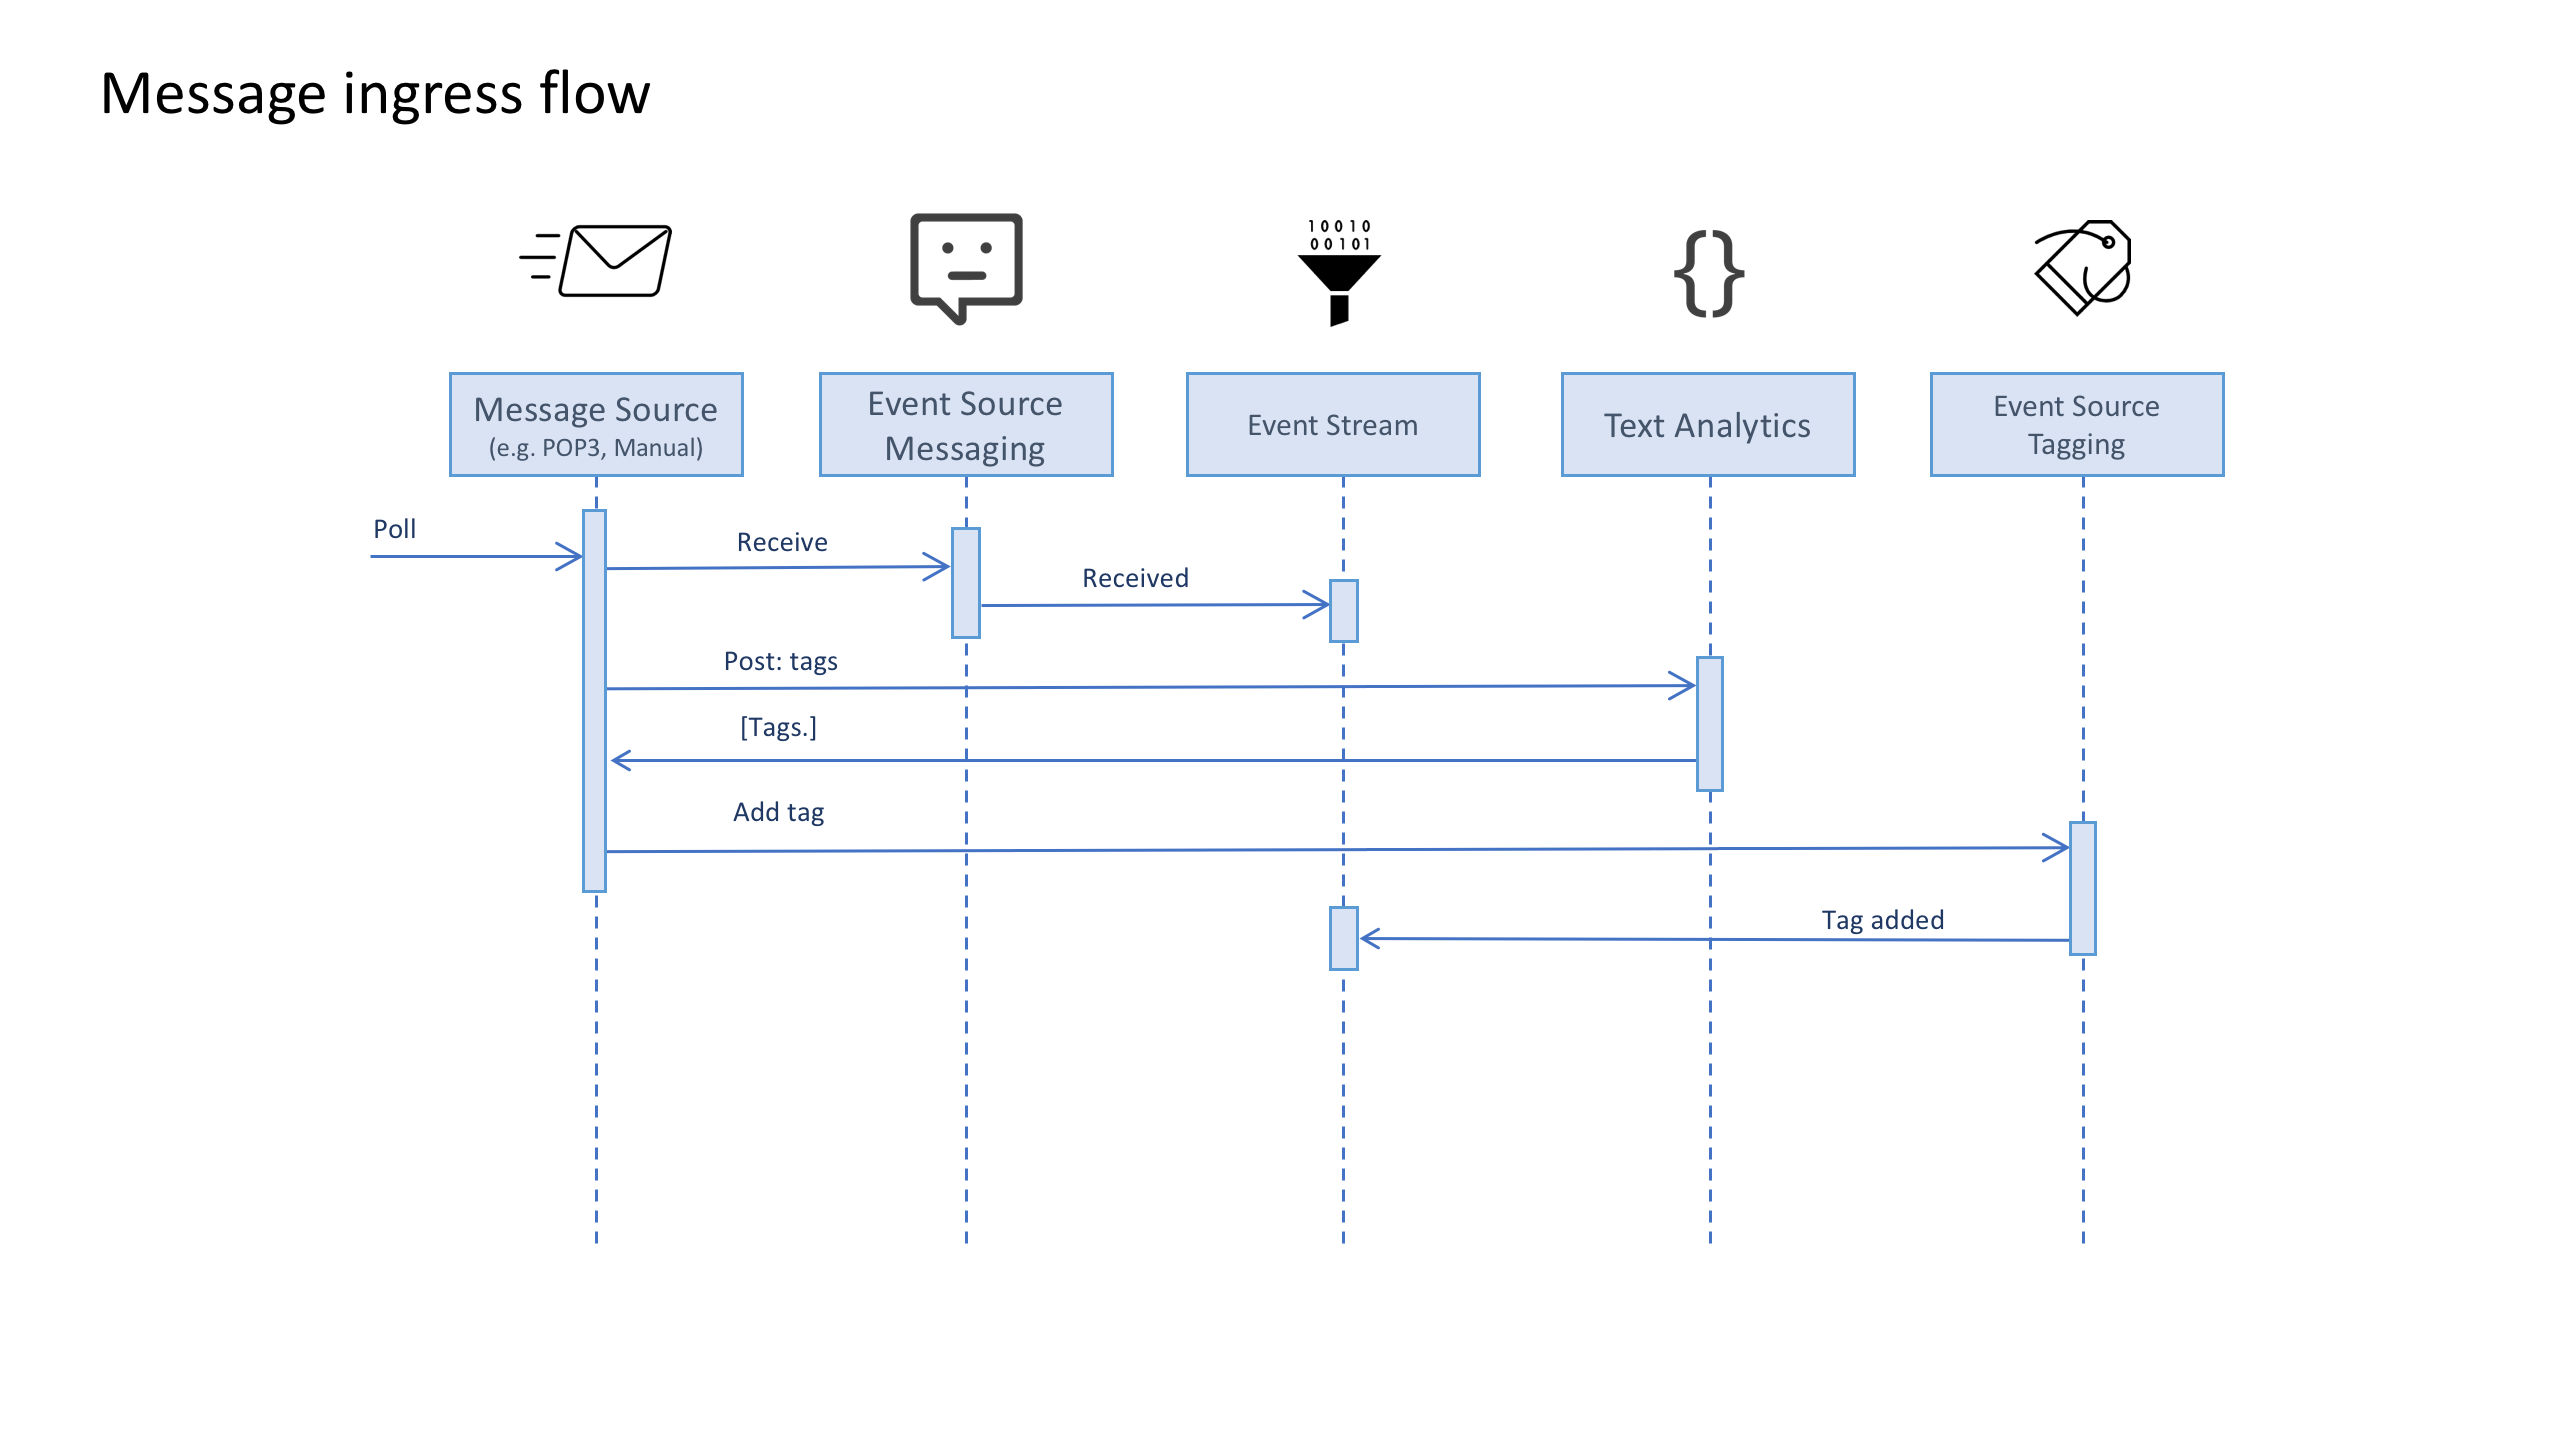 Message ingress flow
10010
00101
{}
Message Source
(e.g. POP3, Manual)
Event Source
Messaging
Event Stream
Text Analytics
Event Source
Tagging
Poll
Receive
Received
Post: tags
[Tags.]
Add tag
Tag added